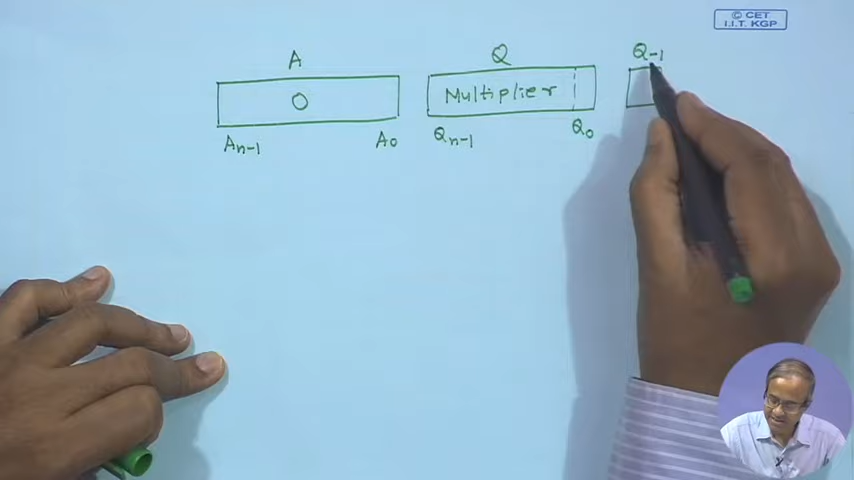 © CET
I.I.T. KGP
A Q Q-1
0 Multiplier
An-1 A0 Qn-1 Q0